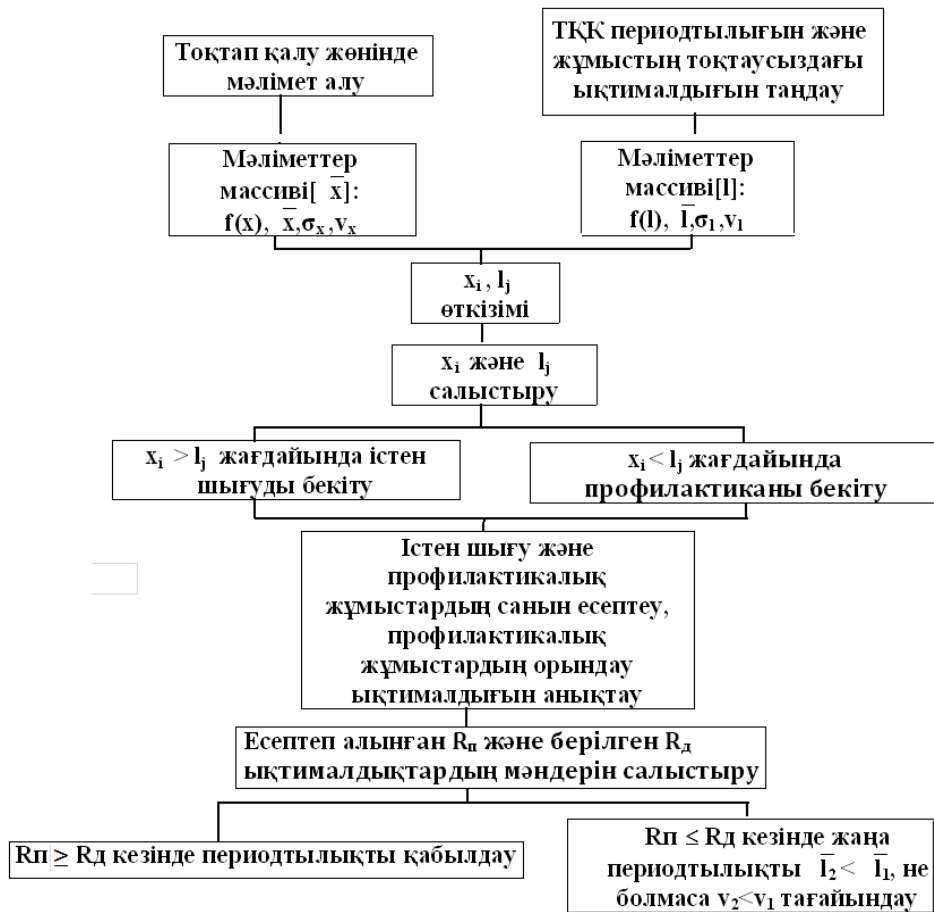 Тоқтап қалу жөнінде
мәлімет алу
ТҚК периодтылығын және
жұмыстың тоқтаусыздағы
ықтималдығын таңдау
Мәліметтер
массиві[ x̅]:
f(x), x̅,σₓ,vₓ
Мәліметтер
массиві[l]:
f(l), l̅,σ₁,v₁
xᵢ , lⱼ
өткізімі
xᵢ және lⱼ
салыстыру
xᵢ > lⱼ жағдайында істен
шығуды бекіту
xᵢ < lⱼ жағдайында
профилактиканы бекіту
Істен шығу және
профилактикалық
жұмыстардың санын есептеу,
профилактикалық
жұмыстардың орындау
ықтималдығын анықтау
Есептеп алынған Rп және берілген Rд
ықтималдықтардың мәндерін салыстыру
Rп ≥ Rд кезінде периодтылықты қабылдау
Rп ≤ Rд кезінде жаңа
периодтылықты l̅₂ < l̅₁, не
болмаса v₂<v₁ тағайындау